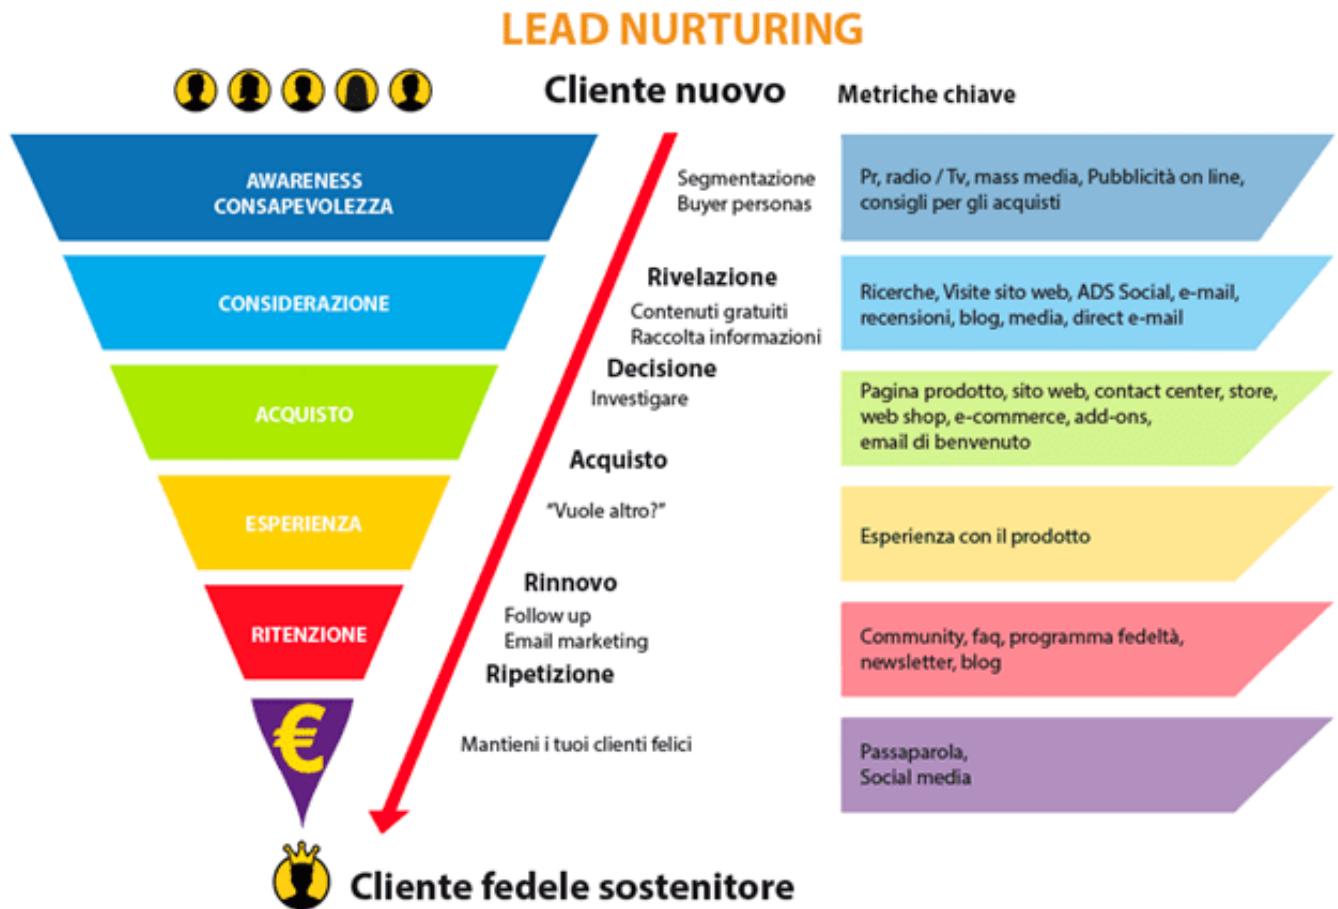 LEAD NURTURING
Cliente nuovo
Metriche chiave
AWARENESS
CONSAPEVOLEZZA
Segmentazione
Buyer personas
Pr, radio / Tv, mass media, Pubblicità on line,
consigli per gli acquisti
CONSIDERAZIONE
Rivelazione
Contenuti gratuiti
Raccolta informazioni
Ricerche, Visite sito web, ADS Social, e-mail,
recensioni, blog, media, direct e-mail
Decisione
Investigare
ACQUISTO
Pagina prodotto, sito web, contact center, store,
web shop, e-commerce, add-ons,
email di benvenuto
Acquisto
"Vuole altro?"
ESPERIENZA
Esperienza con il prodotto
Rinnovo
Follow up
Email marketing
RITENZIONE
Community, faq, programma fedeltà,
newsletter, blog
Ripetizione
€
Mantieni i tuoi clienti felici
Passaparola,
Social media
Cliente fedele sostenitore